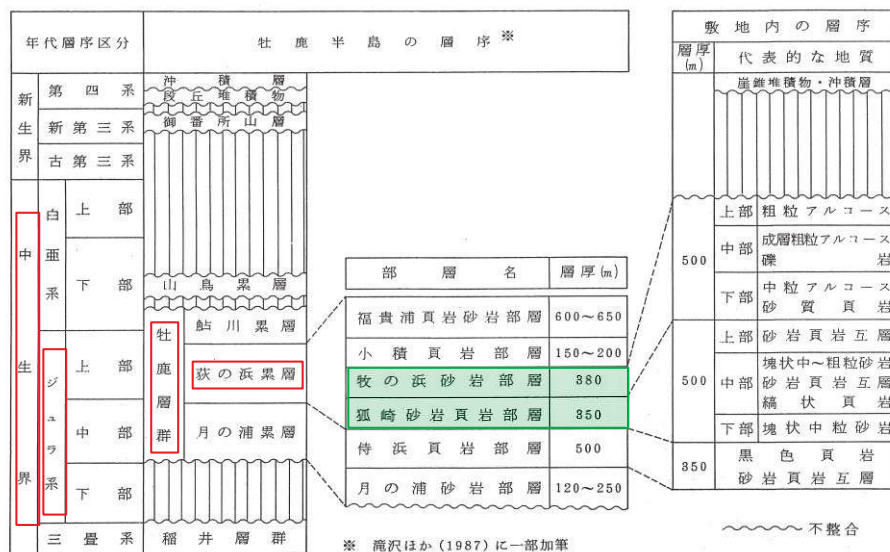 年代層序区分
牡鹿半島の層序※
敷地内の層序
層厚(m)
代表的な地質
新生界
第四系
新第三系
古第三系
中生界
白亜系
上部
下部
ジュラ系
上部
中部
下部
三畳系
沖積層
段丘堆積物
御番所山層
山鳥累層
牡鹿層群
鮎川累層
荻の浜累層
月の浦累層
稲井層群
部層名 層厚(m)
福貴浦頁岩砂岩部層 600~650
小積頁岩部層 150~200
牧の浜砂岩部層 380
狐崎砂岩頁岩部層 350
侍浜頁岩部層 500
月の浦砂岩部層 120~250
※ 滝沢ほか(1987)に一部加筆
崖錐堆積物・沖積層
500
上部 粗粒アルコース
中部 成層粗粒アルコース
礫岩
下部 中粒アルコース
砂質頁岩
500
上部 砂岩頁岩互層
中部 塊状中~粗粒砂岩
砂岩頁岩互層
縞状頁岩
下部 塊状中粒砂岩
350
黒色頁岩
砂岩頁岩互層
不整合